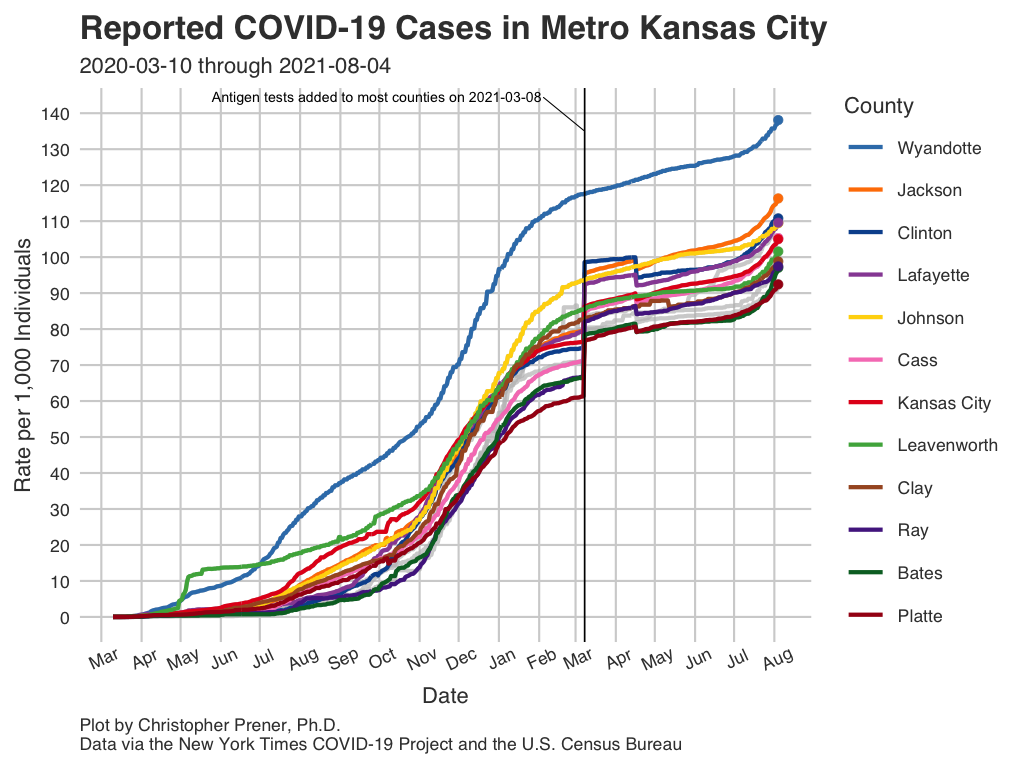 Reported COVID-19 Cases in Metro Kansas City
2020-03-10 through 2021-08-04
Antigen tests added to most counties on 2021-03-08
Rate per 1,000 Individuals
140
130
120
110
100
90
80
70
60
50
40
30
20
10
0
Mar Apr May Jun Jul Aug Sep Oct Nov Dec Jan Feb Mar Apr May Jun Jul Aug
Date
County
Wyandotte
Jackson
Clinton
Lafayette
Johnson
Cass
Kansas City
Leavenworth
Clay
Ray
Bates
Platte
Plot by Christopher Prener, Ph.D.
Data via the New York Times COVID-19 Project and the U.S. Census Bureau